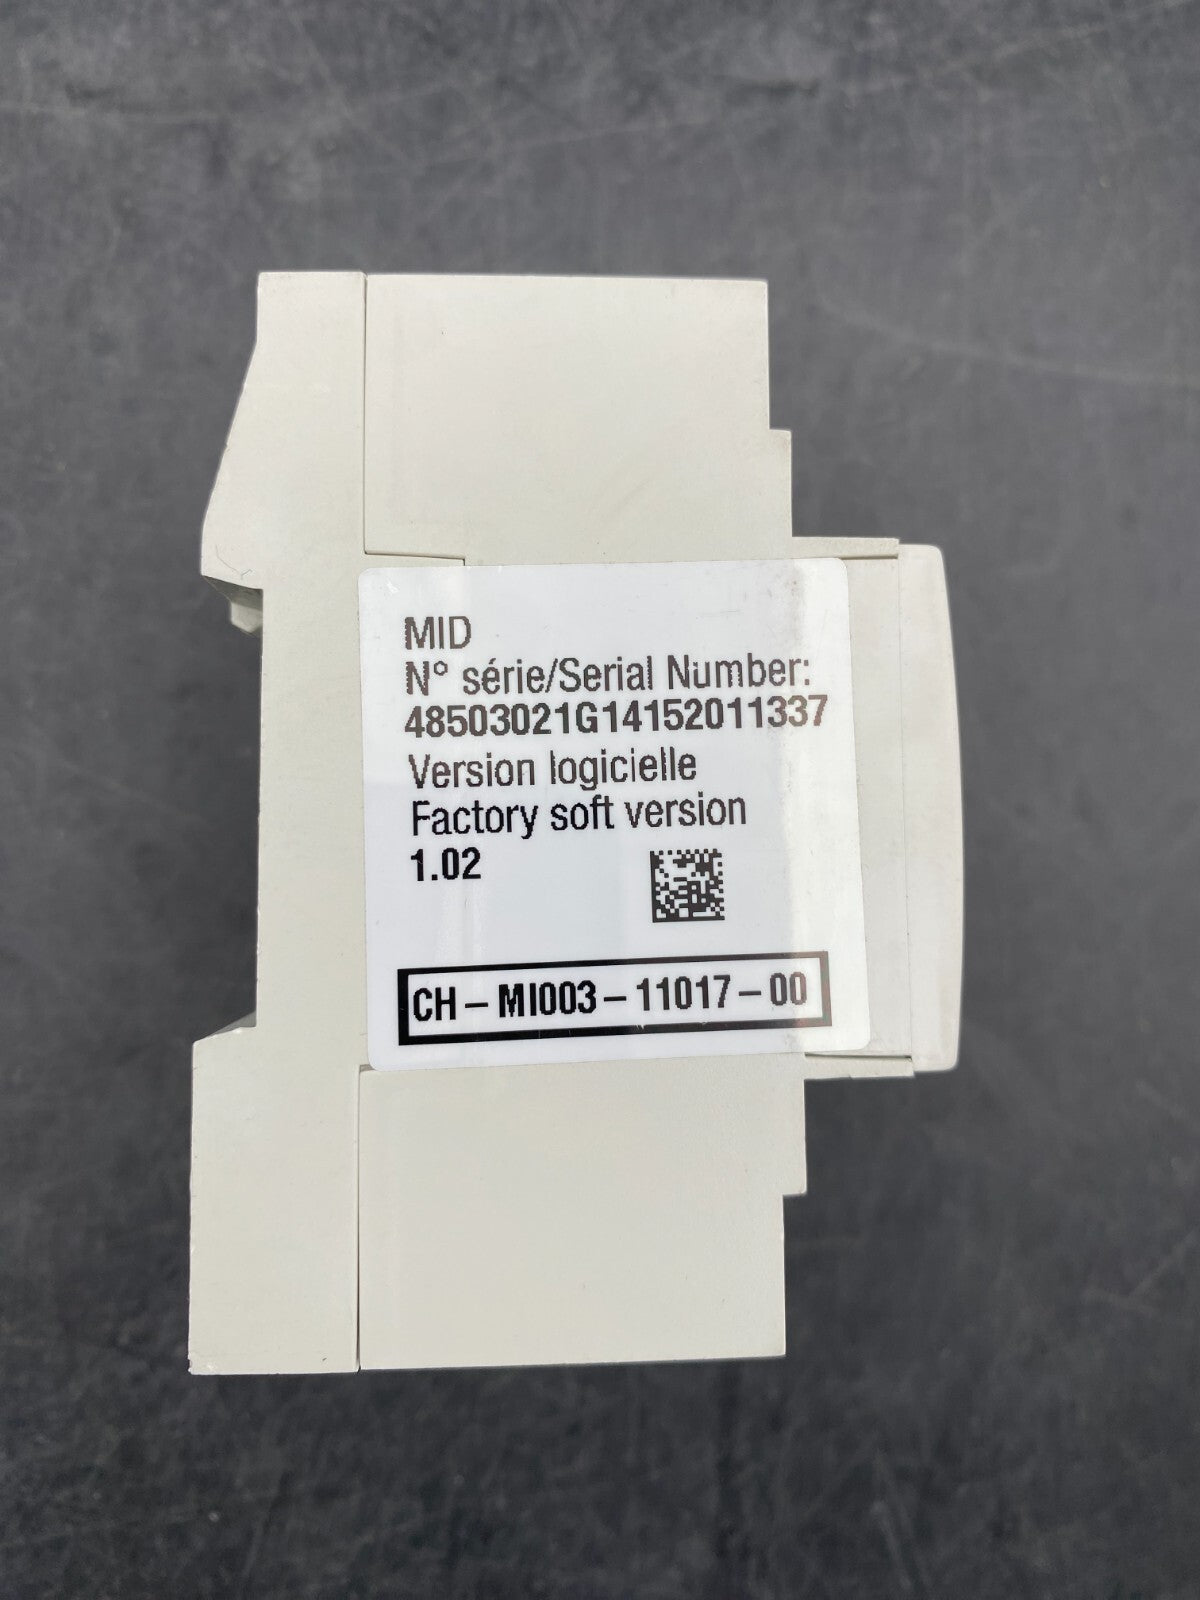 MID
N° série/Serial Number:
48503021G14152011337
Version logicielle
Factory soft version
1.02
CH – MI003 – 11017 – 00